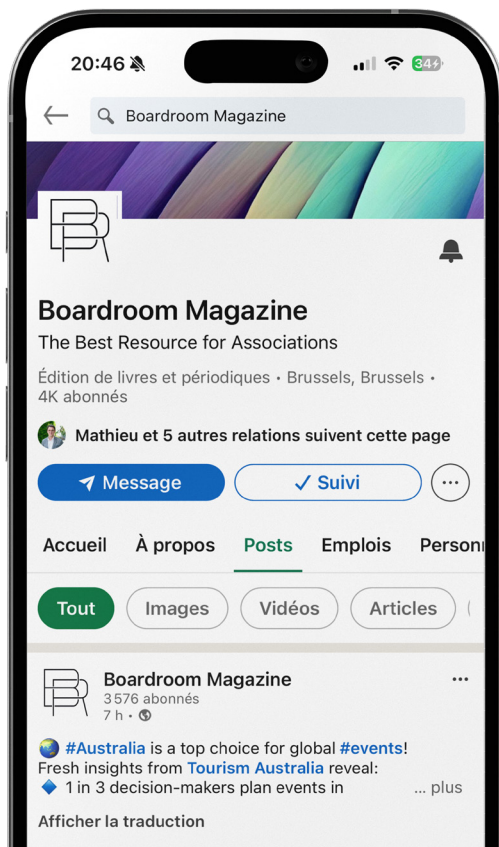 20:46
34
Boardroom Magazine
BR
Boardroom Magazine
The Best Resource for Associations
Édition de livres et périodiques • Brussels, Brussels •
4K abonnés
Mathieu et 5 autres relations suivent cette page
Message
Suivi
Accueil À propos Posts Emplois Personn
Tout Images Vidéos Articles
BR
Boardroom Magazine
3 576 abonnés
7 h •
#Australia is a top choice for global #events!
Fresh insights from Tourism Australia reveal:
1 in 3 decision-makers plan events in ... plus
Afficher la traduction